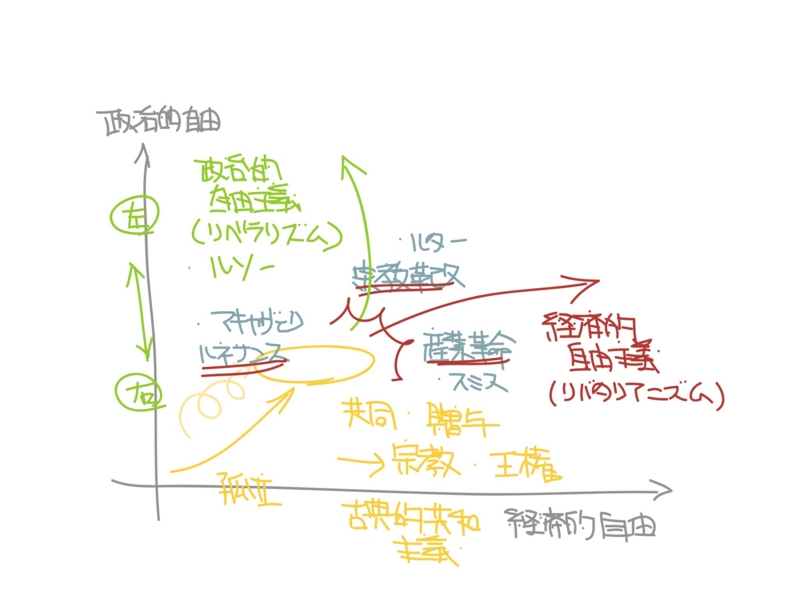 政治的自由
政治的
自由主義
(リベラリズム)
・ルソー
左
右
・ルター
宗教改革
・マキャヴェリ
ルネサンス
産業革命
・スミス
経済的
自由主義
(リバタリアニズム)
共同・贈与
→宗教・王権
孤立
古典的共和
主義
経済的自由